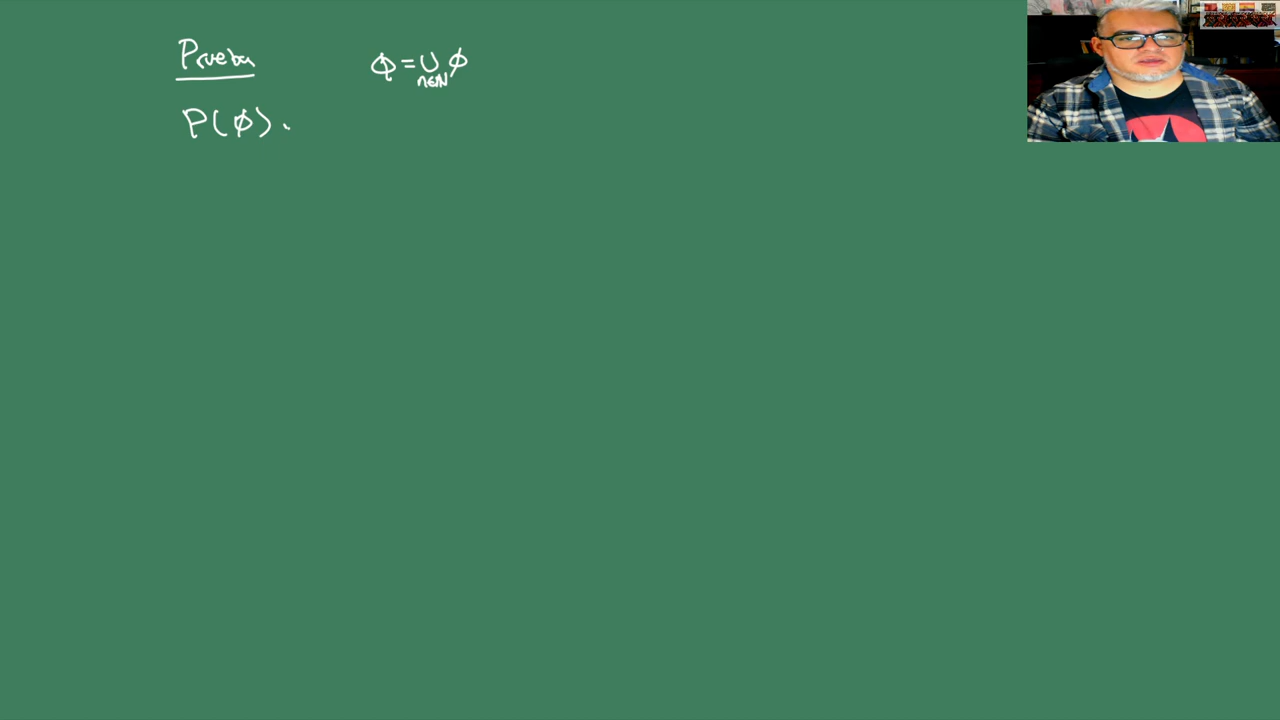 Prueba
∅ = ∪ ∅
n∈ℕ
P(∅) .